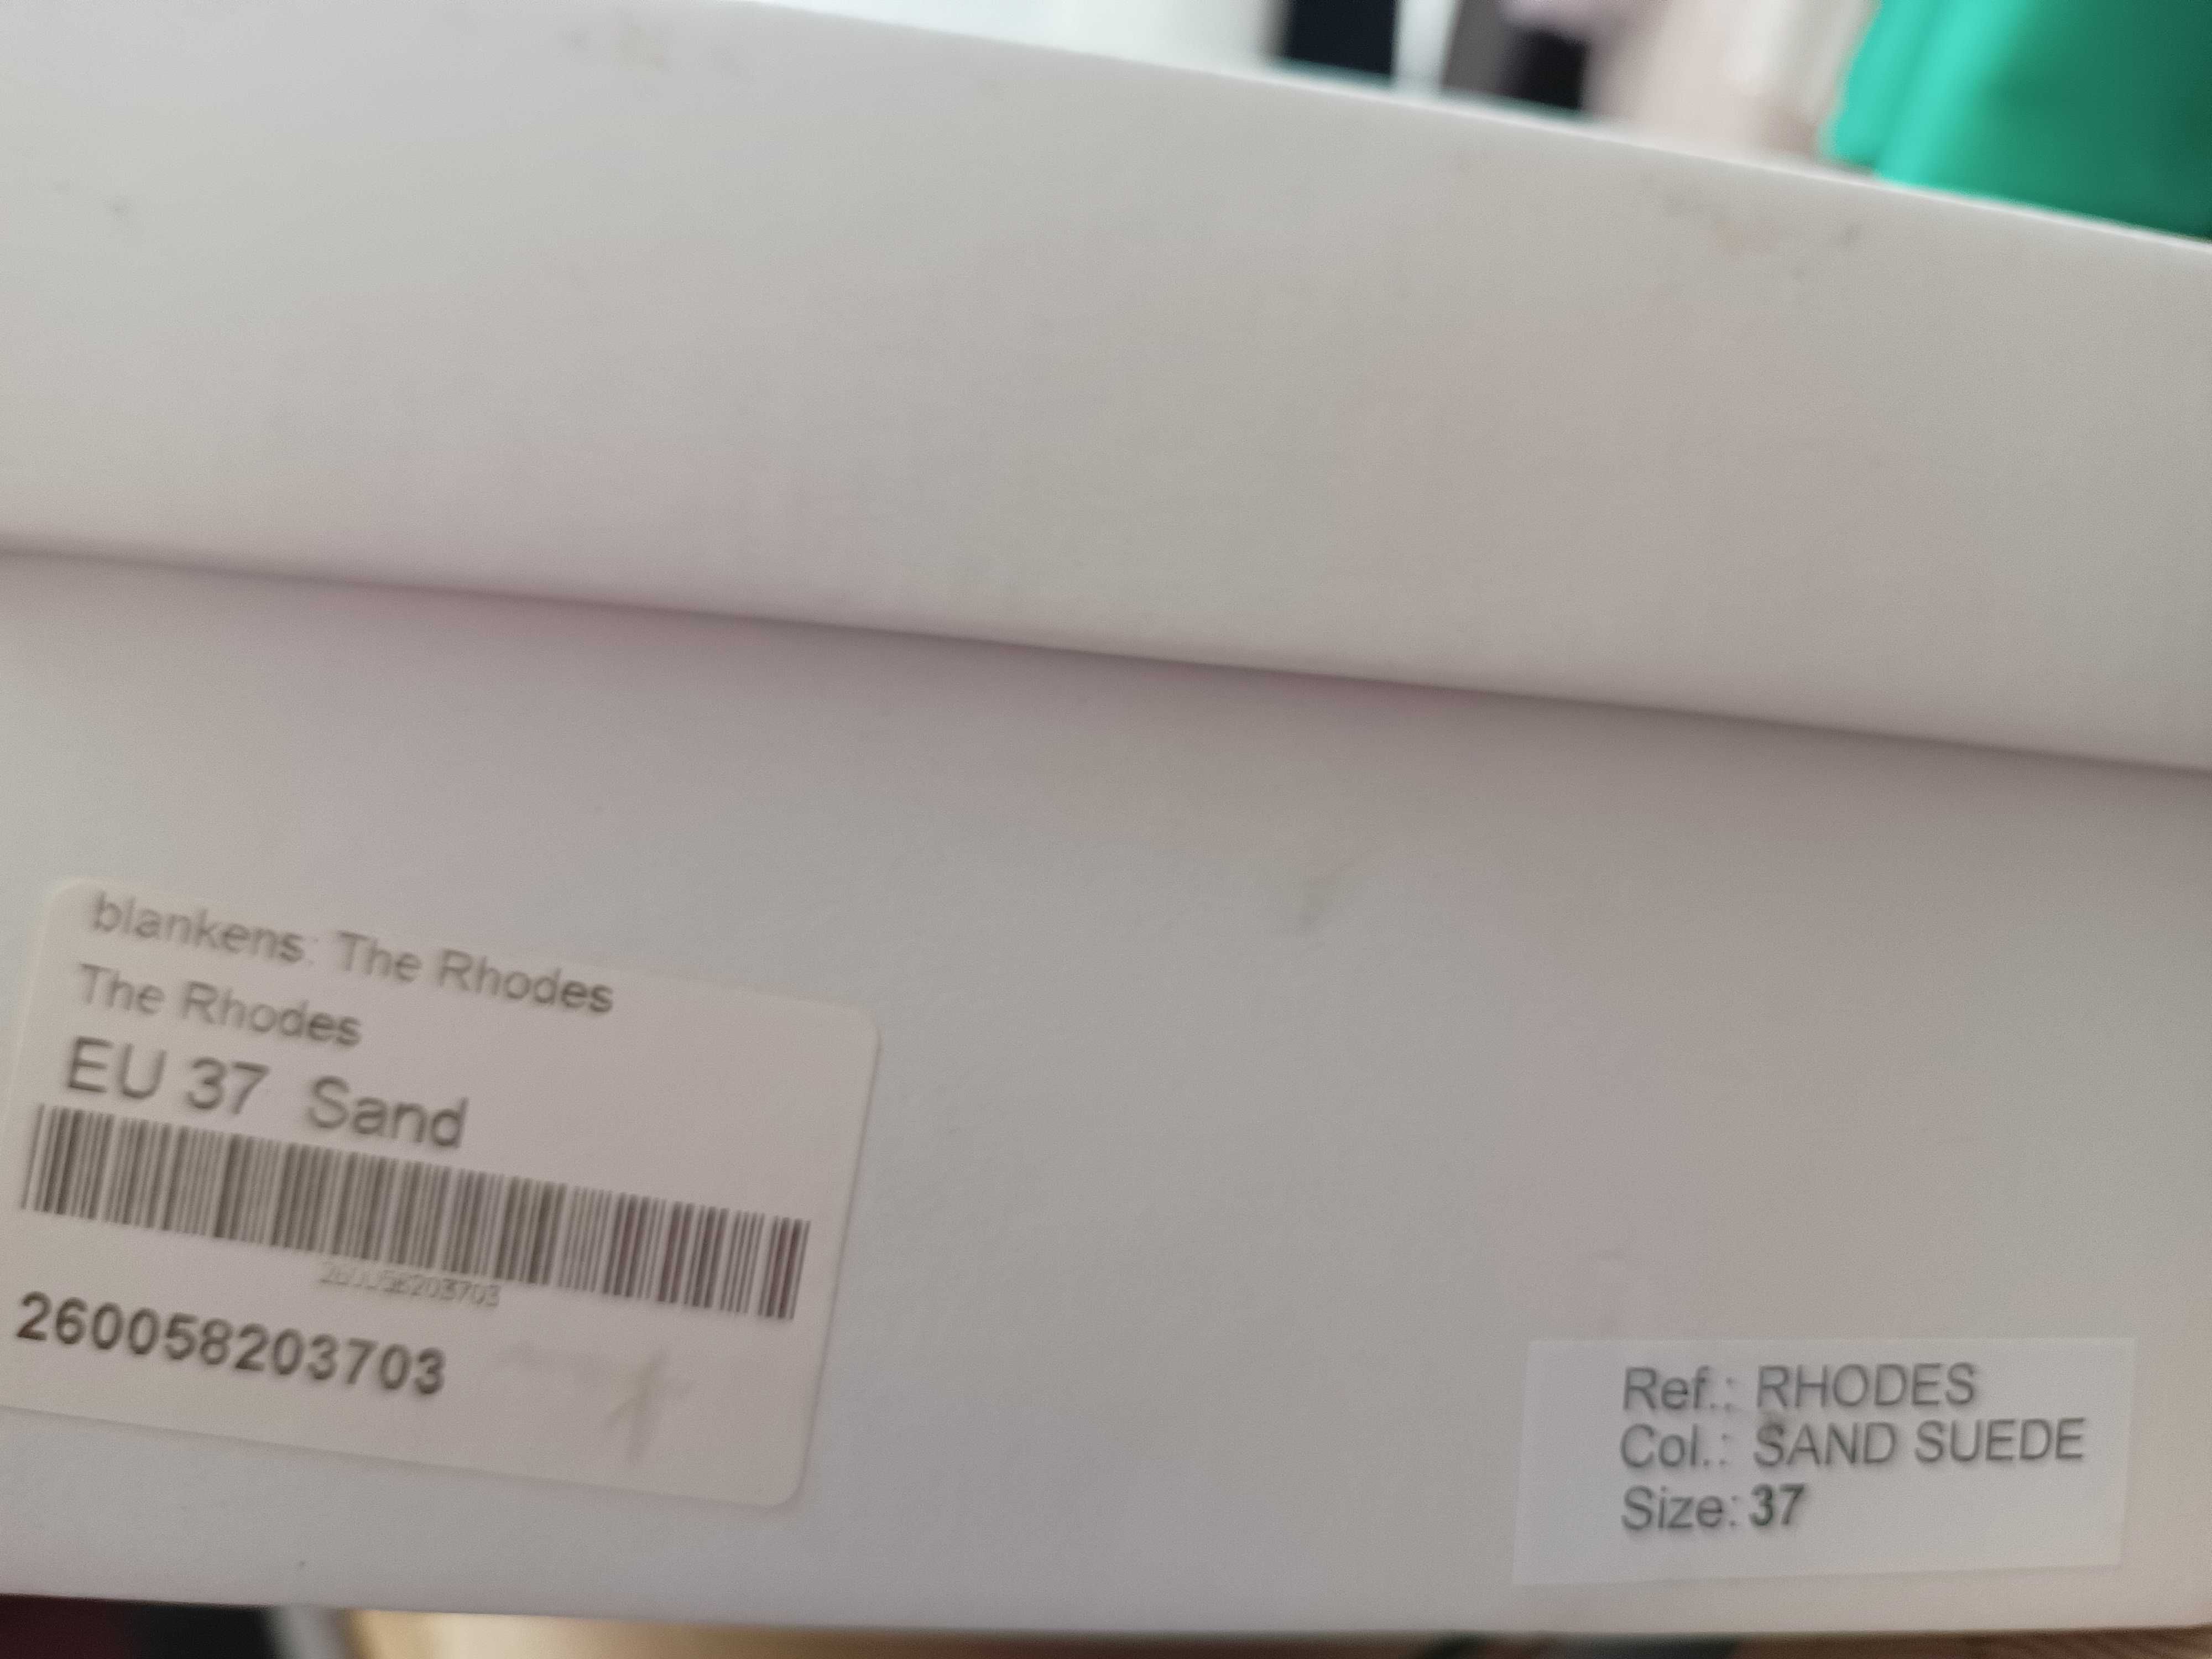 blankens: The Rhodes
The Rhodes
EU 37 Sand
260058203703
Ref.: RHODES
Col.: SAND SUEDE
Size: 37